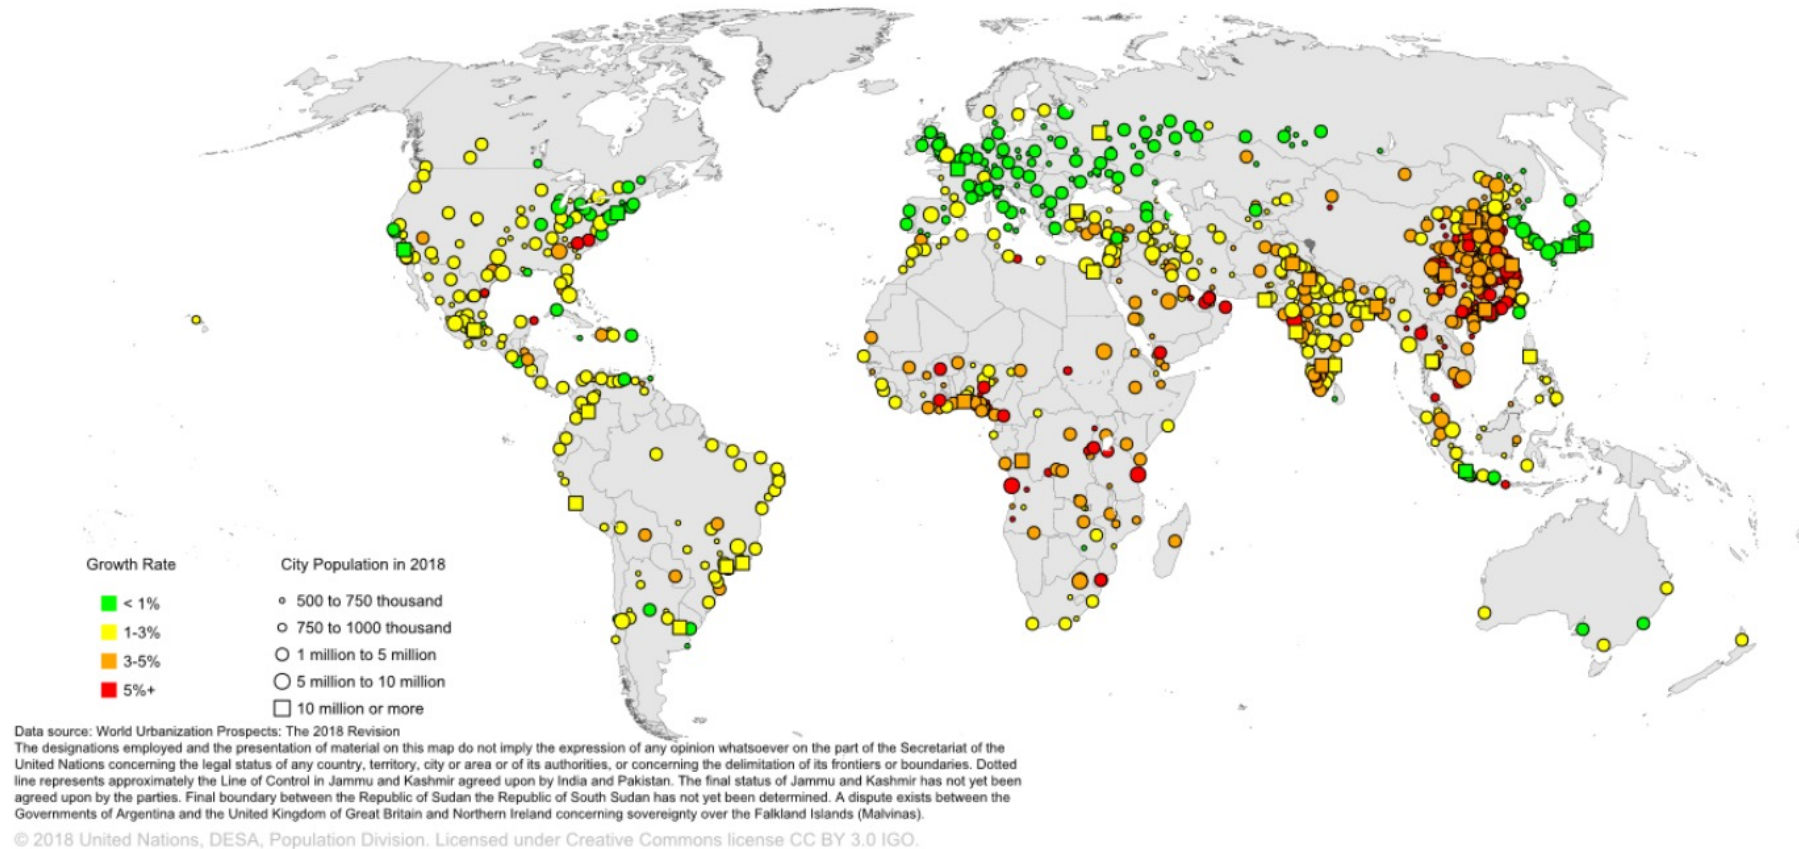 Growth Rate
< 1%
1-3%
3-5%
5%+
City Population in 2018
500 to 750 thousand
750 to 1000 thousand
1 million to 5 million
5 million to 10 million
10 million or more
Data source: World Urbanization Prospects: The 2018 Revision
The designations employed and the presentation of material on this map do not imply the expression of any opinion whatsoever on the part of the Secretariat of the
United Nations concerning the legal status of any country, territory, city or area or of its authorities, or concerning the delimitation of its frontiers or boundaries. Dotted
line represents approximately the Line of Control in Jammu and Kashmir agreed upon by India and Pakistan. The final status of Jammu and Kashmir has not yet been
agreed upon by the parties. Final boundary between the Republic of Sudan the Republic of South Sudan has not yet been determined. A dispute exists between the
Governments of Argentina and the United Kingdom of Great Britain and Northern Ireland concerning sovereignty over the Falkland Islands (Malvinas).
© 2018 United Nations, DESA, Population Division. Licensed under Creative Commons license CC BY 3.0 IGO.